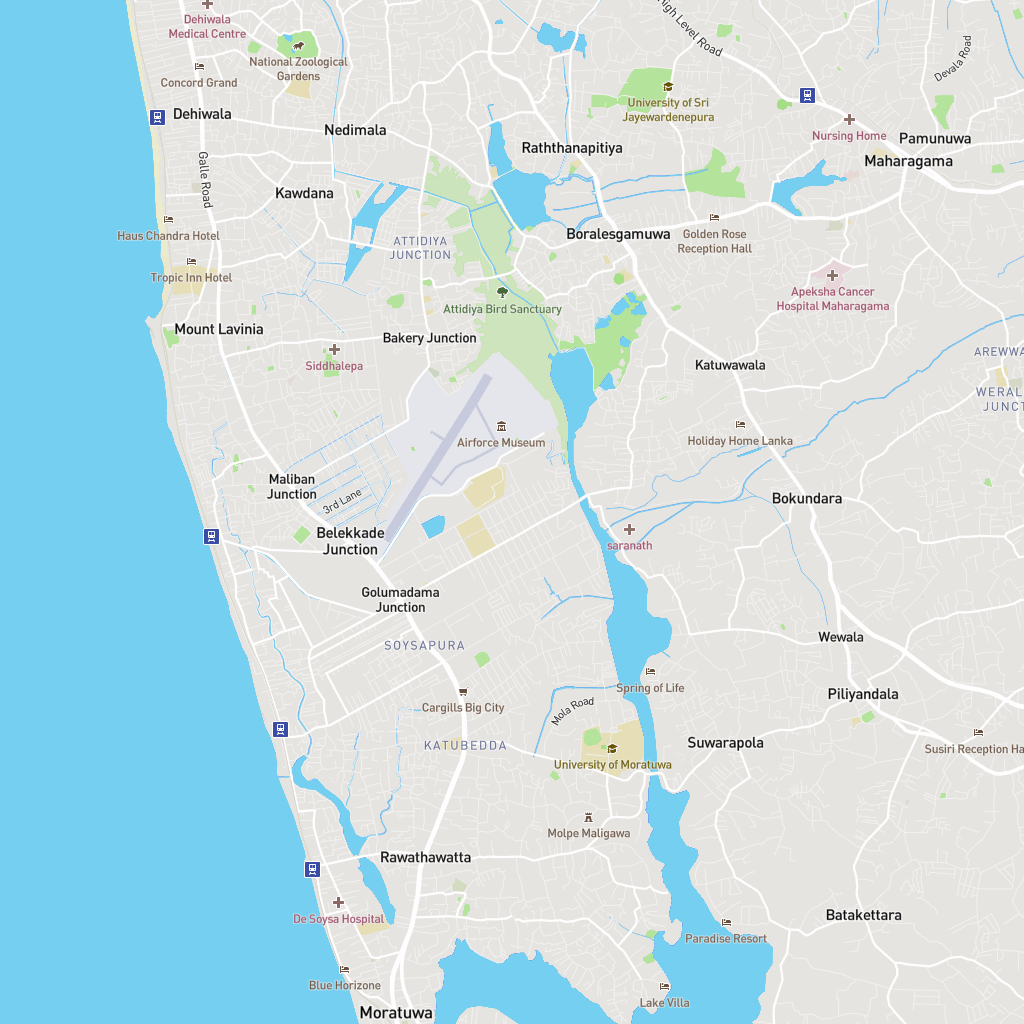 Dehiwala
Medical Centre
High Level Road
National Zoological
Gardens
Devala Road
Concord Grand
University of Sri
Jayewardenepura
Dehiwala
Nedimala
Nursing Home
Raththanapitiya
Pamunuwa
Maharagama
Galle Road
Kawdana
Haus Chandra Hotel
ATTIDIYA
JUNCTION
Boralesgamuwa
Golden Rose
Reception Hall
Tropic Inn Hotel
Apeksha Cancer
Hospital Maharagama
Attidiya Bird Sanctuary
Mount Lavinia
Bakery Junction
AREWWA
Siddhalepa
Katuwawala
WERAL
JUNCT
Airforce Museum
Holiday Home Lanka
Maliban
Junction
3rd Lane
Bokundara
Belekkade
Junction
saranath
Golumadama
Junction
Wewala
SOYSAPURA
Spring of Life
Piliyandala
Cargills Big City
Mola Road
KATUBEDDA
Suwarapola
Susiri Reception Ha
University of Moratuwa
Molpe Maligawa
Rawathawatta
De Soysa Hospital
Batakettara
Paradise Resort
Blue Horizone
Lake Villa
Moratuwa